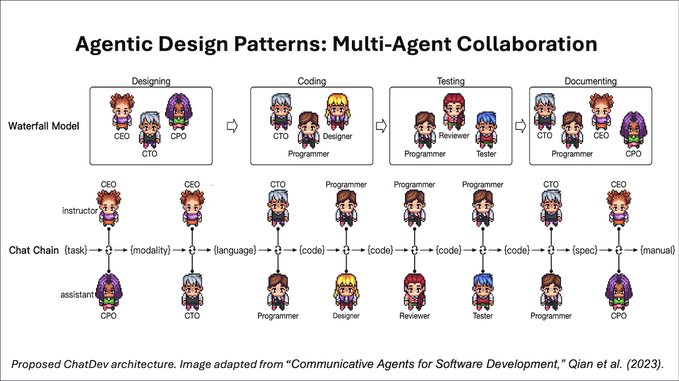 Agentic Design Patterns: Multi-Agent Collaboration
Designing
Coding
Testing
Documenting
Waterfall Model
CEO
CTO
CPO
CTO
Programmer
Designer
Programmer
Reviewer
Tester
CTO
Programmer
CEO
CPO
CEO
CEO
CTO
Programmer
Programmer
Programmer
CTO
CEO
instructor
Chat Chain {task} {modality} {language} {code} {code} {code} {code} {spec} {manual}
assistant
CPO
CTO
Programmer
Designer
Reviewer
Tester
Programmer
CPO
Proposed ChatDev architecture. Image adapted from “Communicative Agents for Software Development,” Qian et al. (2023).